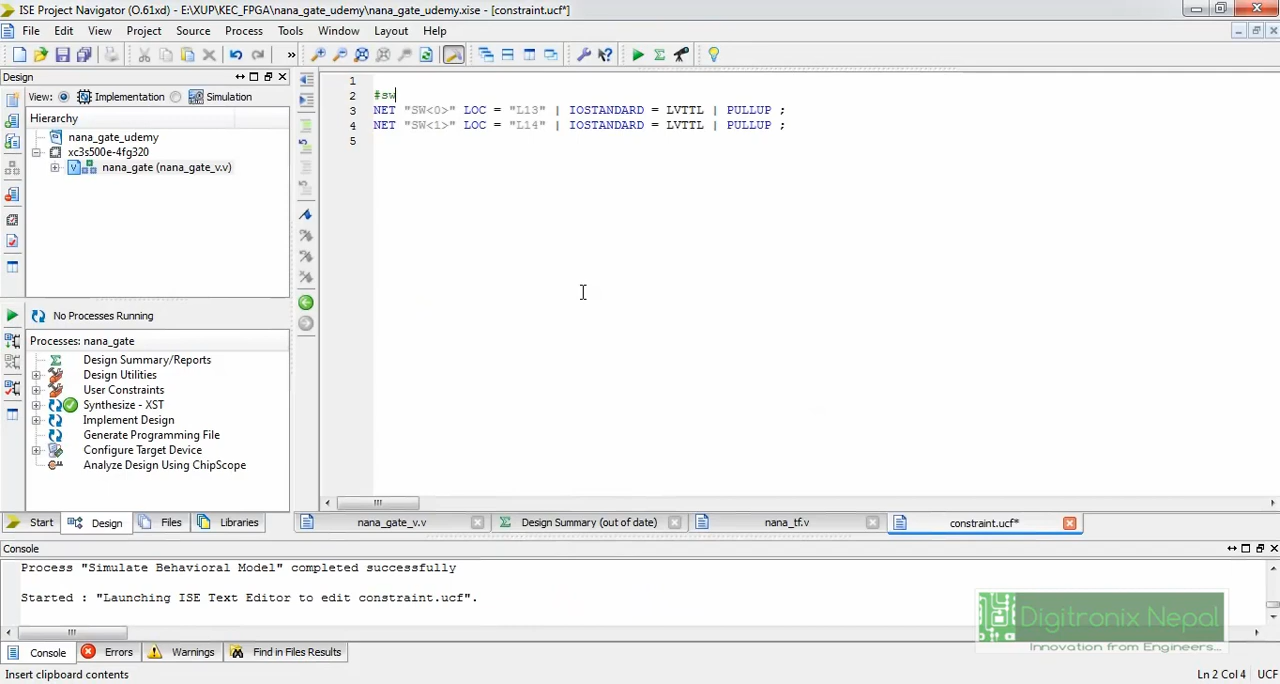 ISE Project Navigator (O.61xd) - E:\XUP\KEC_FPGA\nana_gate_udemy\nana_gate_udemy.xise - [constraint.ucf*]
File Edit View Project Source Process Tools Window Layout Help
Design
View: Implementation Simulation
Hierarchy
nana_gate_udemy
xc3s500e-4fg320
nana_gate (nana_gate_v.v)
No Processes Running
Processes: nana_gate
Design Summary/Reports
Design Utilities
User Constraints
Synthesize - XST
Implement Design
Generate Programming File
Configure Target Device
Analyze Design Using ChipScope
Start Design Files Libraries
1
2 #sw
3 NET "SW<0>" LOC = "L13" | IOSTANDARD = LVTTL | PULLUP ;
4 NET "SW<1>" LOC = "L14" | IOSTANDARD = LVTTL | PULLUP ;
5
nana_gate_v.v Design Summary (out of date) nana_tf.v constraint.ucf*
Console
Process "Simulate Behavioral Model" completed successfully
Started : "Launching ISE Text Editor to edit constraint.ucf".
Digitronix Nepal
Innovation from Engineers...
Console Errors Warnings Find in Files Results
Insert clipboard contents
Ln 2 Col 4 UCF